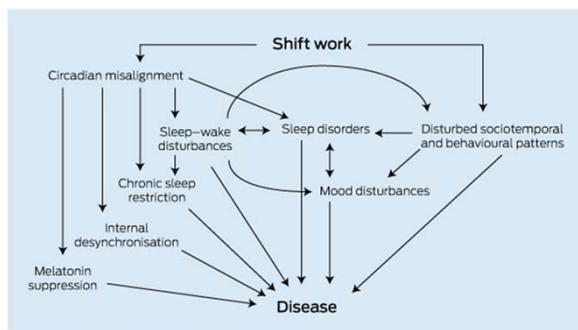 Shift work
Circadian misalignment
Sleep–wake
disturbances
Sleep disorders
Disturbed sociotemporal
and behavioural patterns
Chronic sleep
restriction
Mood disturbances
Internal
desynchronisation
Melatonin
suppression
Disease